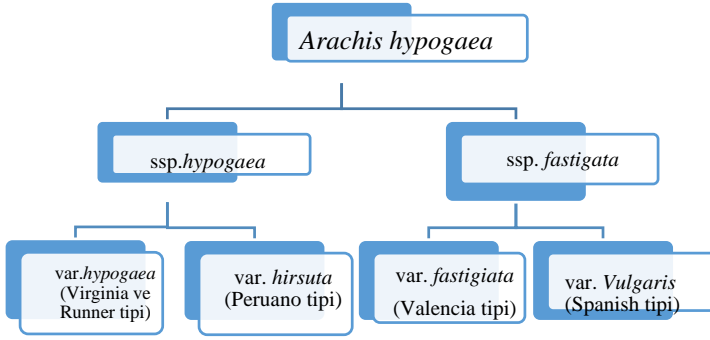 Arachis hypogaea
ssp.hypogaea
ssp. fastigata
var.hypogaea
(Virginia ve
Runner tipi)
var. hirsuta
(Peruano tipi)
var. fastigiata
(Valencia tipi)
var. Vulgaris
(Spanish tipi)